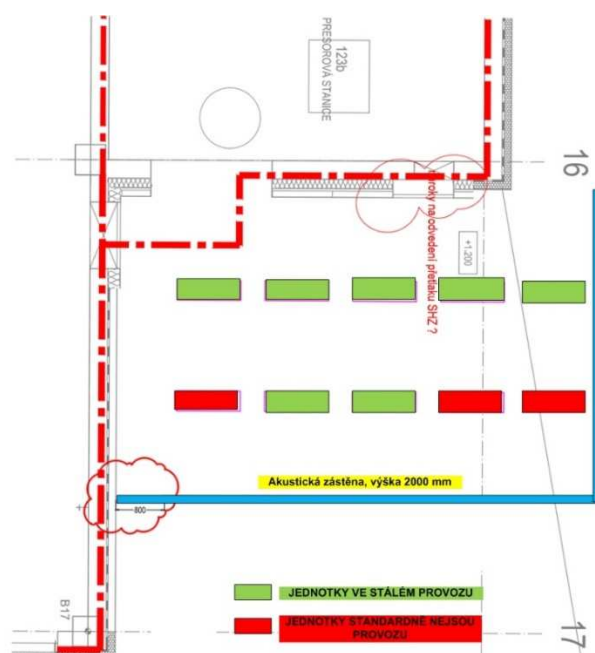 123b
PRESOROVÁ STANICE
16
nároky na odvedení přetlaku SHZ ?
+1.200
Akustická zástěna, výška 2000 mm
800
B17
JEDNOTKY VE STÁLÉM PROVOZU
JEDNOTKY STANDARDNĚ NEJSOU
PROVOZU
17